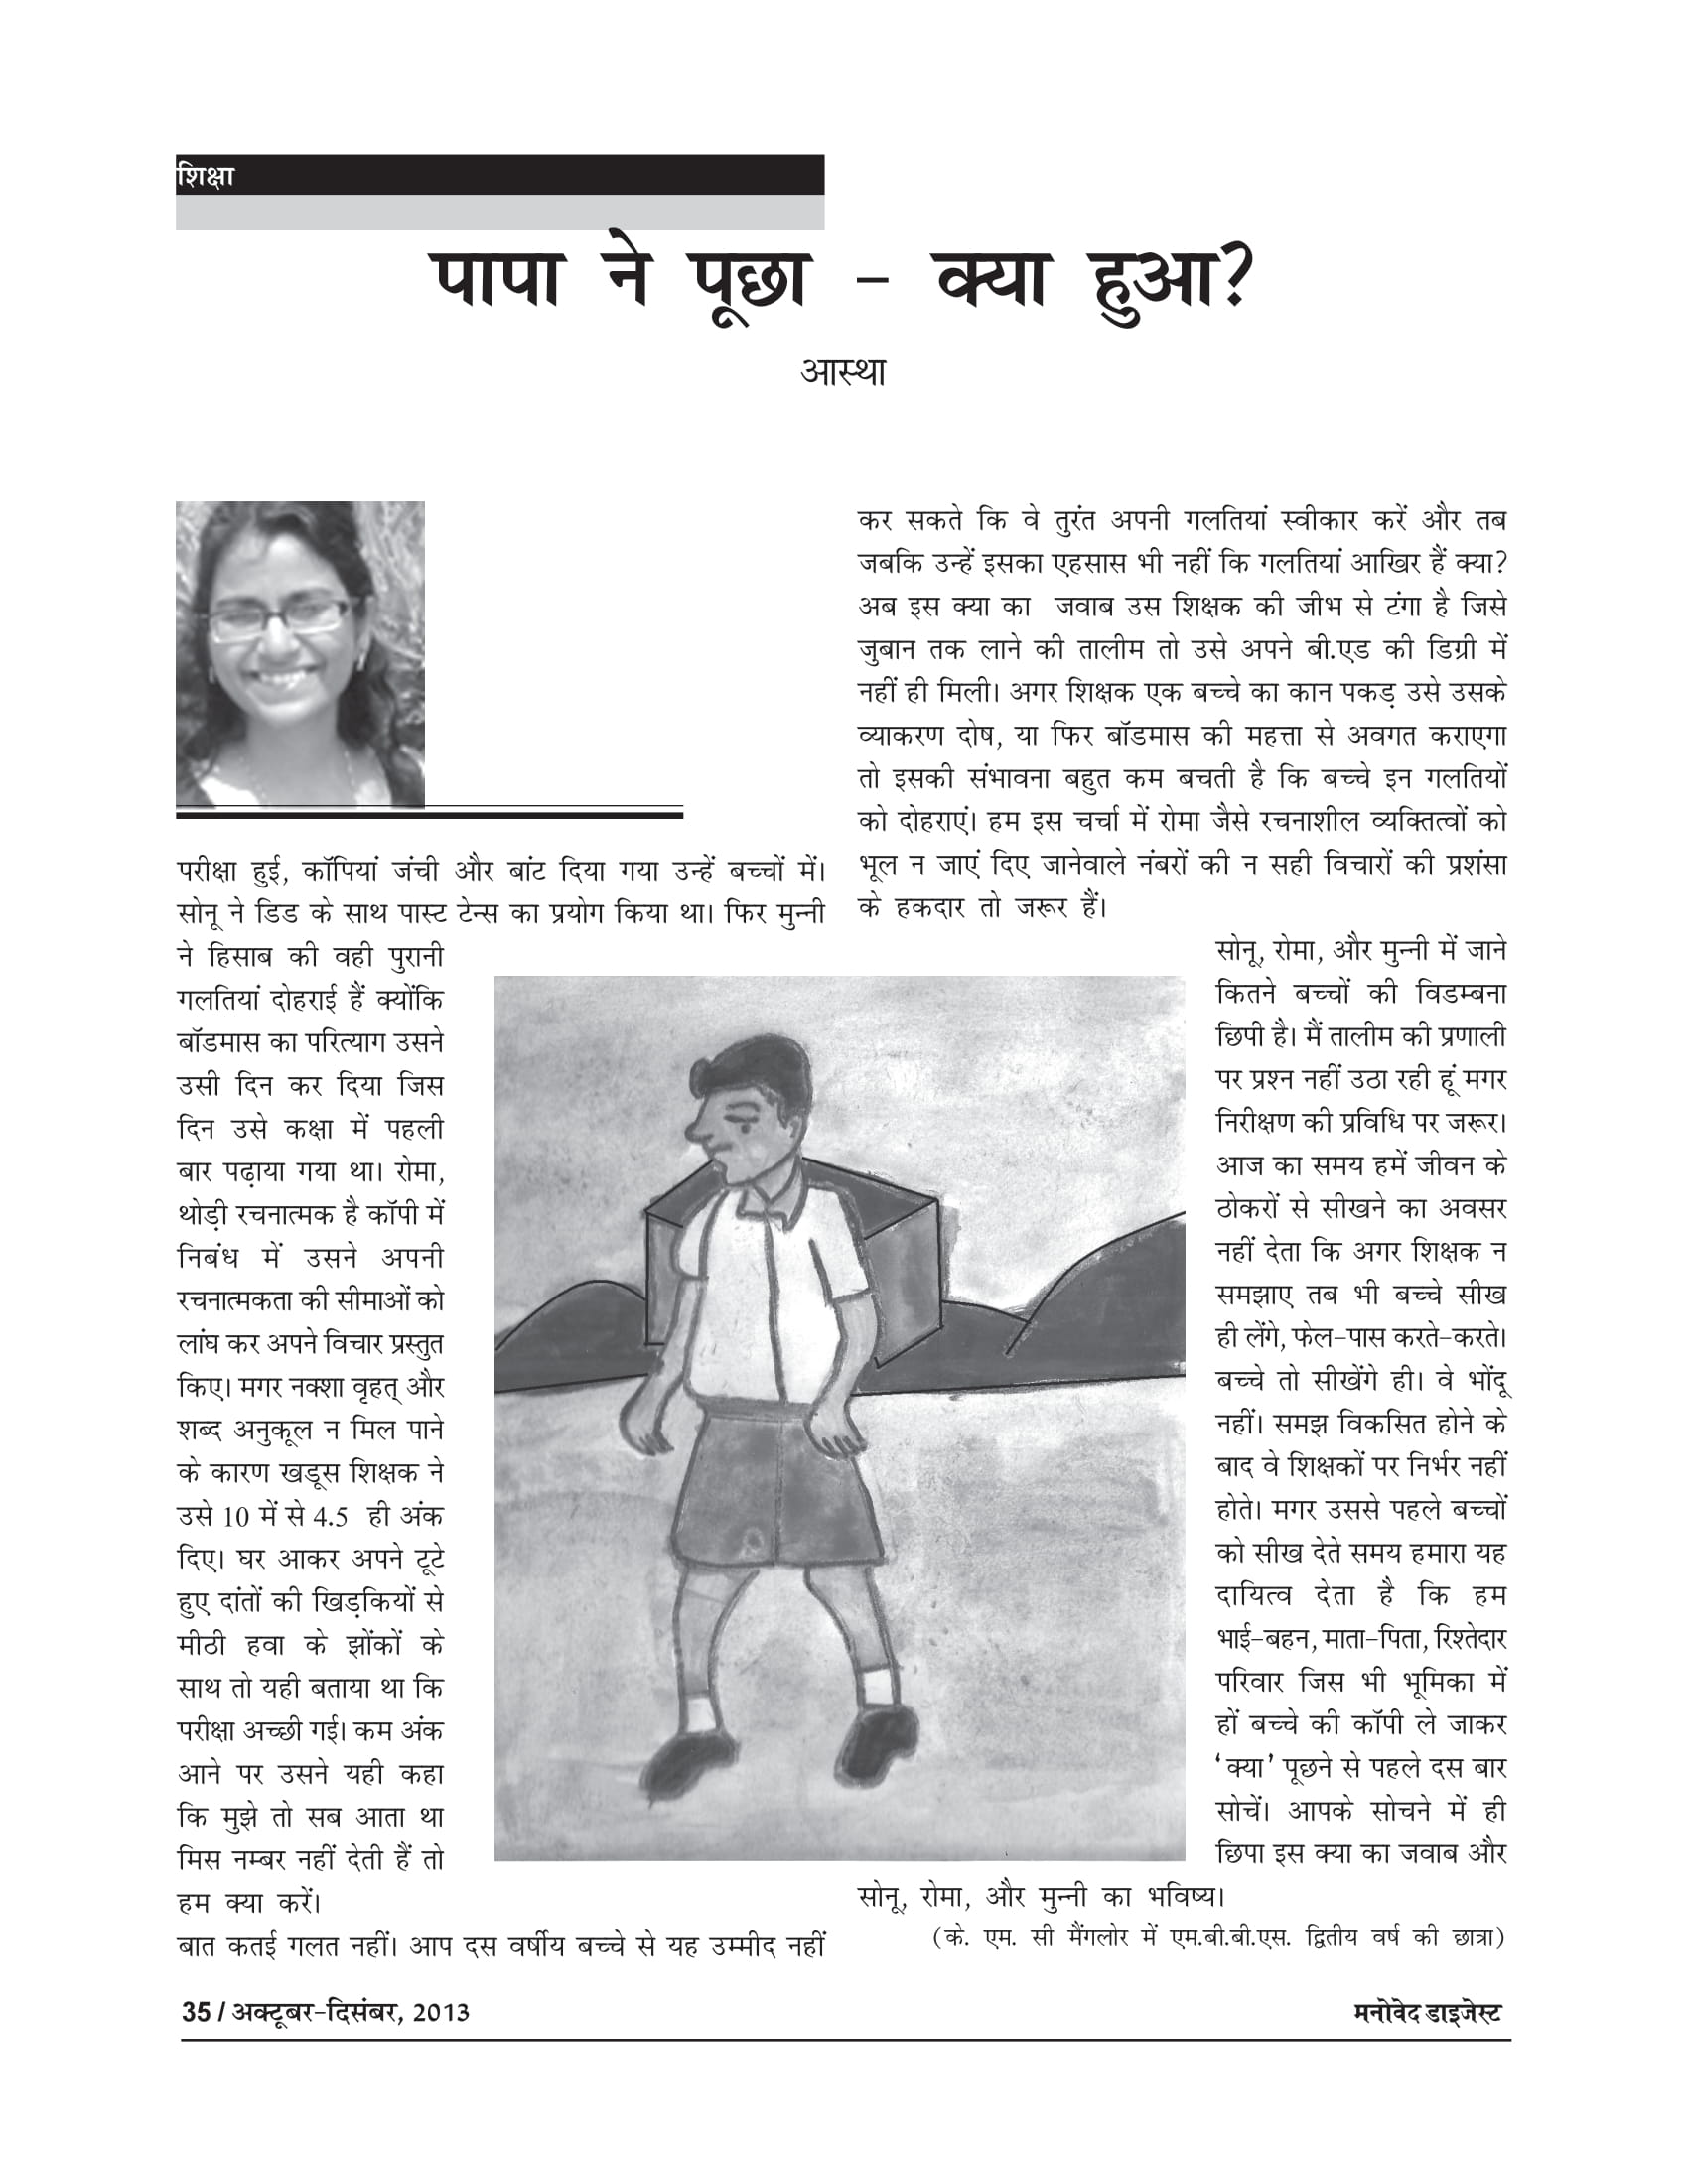 शिक्षा
पापा ने पूछा – क्या हुआ?
आस्था
परीक्षा हुई, कॉपियां जंची और बांट दिया गया उन्हें बच्चों में।
सोनू ने डिड के साथ पास्ट टेन्स का प्रयोग किया था। फिर मुन्नी
ने हिसाब की वही पुरानी
गलतियां दोहराई हैं क्योंकि
बॉडमास का परित्याग उसने
उसी दिन कर दिया जिस
दिन उसे कक्षा में पहली
बार पढ़ाया गया था। रोमा,
थोड़ी रचनात्मक है कॉपी में
निबंध में उसने अपनी
रचनात्मकता की सीमाओं को
लांघ कर अपने विचार प्रस्तुत
किए। मगर नक्शा वृहत् और
शब्द अनुकूल न मिल पाने
के कारण खडूस शिक्षक ने
उसे 10 में से 4.5 ही अंक
दिए। घर आकर अपने टूटे
हुए दांतों की खिड़कियों से
मीठी हवा के झोंकों के
साथ तो यही बताया था कि
परीक्षा अच्छी गई। कम अंक
आने पर उसने यही कहा
कि मुझे तो सब आता था
मिस नम्बर नहीं देती हैं तो
हम क्या करें।
बात कतई गलत नहीं। आप दस वर्षीय बच्चे से यह उम्मीद नहीं
कर सकते कि वे तुरंत अपनी गलतियां स्वीकार करें और तब
जबकि उन्हें इसका एहसास भी नहीं कि गलतियां आखिर हैं क्या?
अब इस क्या का जवाब उस शिक्षक की जीभ से टंगा है जिसे
जुबान तक लाने की तालीम तो उसे अपने बी.एड की डिग्री में
नहीं ही मिली। अगर शिक्षक एक बच्चे का कान पकड़ उसे उसके
व्याकरण दोष, या फिर बॉडमास की महत्ता से अवगत कराएगा
तो इसकी संभावना बहुत कम बचती है कि बच्चे इन गलतियों
को दोहराएं। हम इस चर्चा में रोमा जैसे रचनाशील व्यक्तित्वों को
भूल न जाएं दिए जानेवाले नंबरों की न सही विचारों की प्रशंसा
के हकदार तो जरूर हैं।
सोनू, रोमा, और मुन्नी में जाने
कितने बच्चों की विडम्बना
छिपी है। मैं तालीम की प्रणाली
पर प्रश्न नहीं उठा रही हूं मगर
निरीक्षण की प्रविधि पर जरूर।
आज का समय हमें जीवन के
ठोकरों से सीखने का अवसर
नहीं देता कि अगर शिक्षक न
समझाए तब भी बच्चे सीख
ही लेंगे, फेल-पास करते-करते।
बच्चे तो सीखेंगे ही। वे भोंदू
नहीं। समझ विकसित होने के
बाद वे शिक्षकों पर निर्भर नहीं
होते। मगर उससे पहले बच्चों
को सीख देते समय हमारा यह
दायित्व देता है कि हम
भाई-बहन, माता-पिता, रिश्तेदार
परिवार जिस भी भूमिका में
हों बच्चे की कॉपी ले जाकर
‘क्या’ पूछने से पहले दस बार
सोचें। आपके सोचने में ही
छिपा इस क्या का जवाब और
सोनू, रोमा, और मुन्नी का भविष्य।
(के. एम. सी मैंगलोर में एम.बी.बी.एस. द्वितीय वर्ष की छात्रा)
35 / अक्टूबर-दिसंबर, 2013
मनोवेद डाइजेस्ट